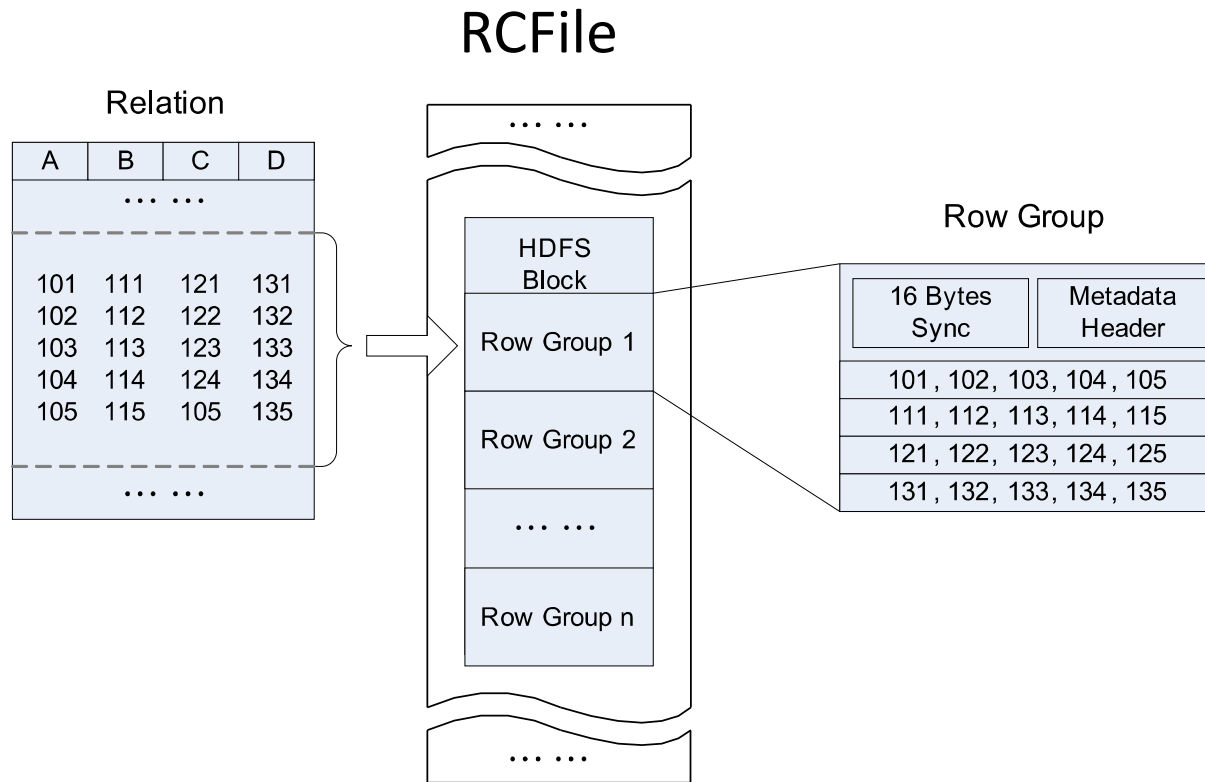 RCFile
Relation
A B C D
... ...
101 111 121 131
102 112 122 132
103 113 123 133
104 114 124 134
105 115 105 135
... ...
... ...
HDFS
Block
Row Group 1
Row Group 2
... ...
Row Group n
... ...
Row Group
16 Bytes
Sync
Metadata
Header
101, 102, 103, 104, 105
111, 112, 113, 114, 115
121, 122, 123, 124, 125
131, 132, 133, 134, 135